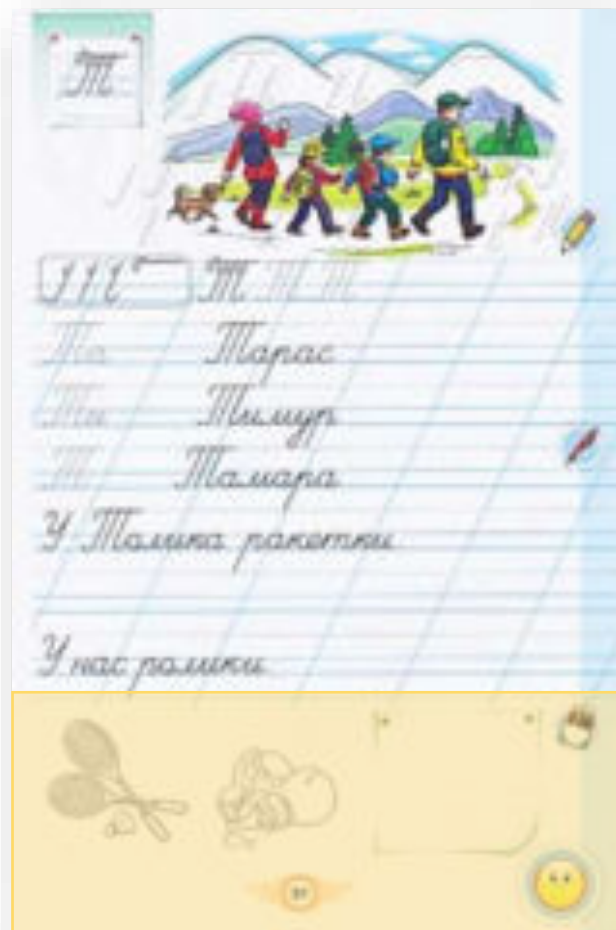 Т
Т Т Т
Та Тарас
Ти Тимур
Т Тамара
У Толика ракетки
У нас ролики